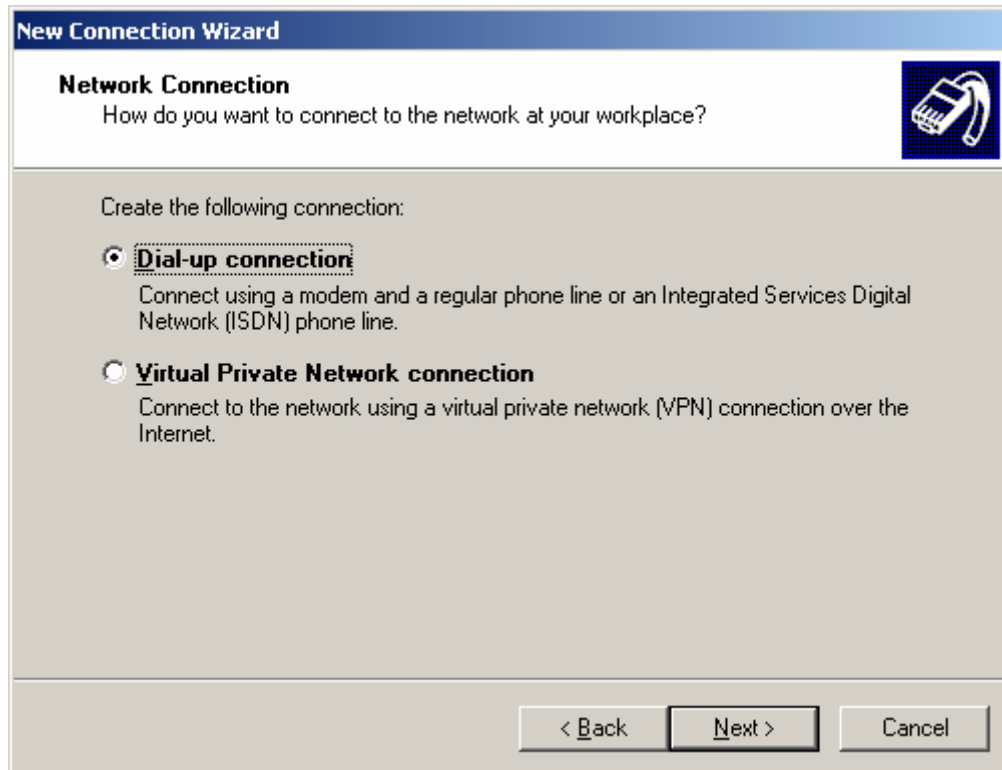 New Connection Wizard
Network Connection
How do you want to connect to the network at your workplace?
Create the following connection:
Dial-up connection
Connect using a modem and a regular phone line or an Integrated Services Digital
Network (ISDN) phone line.
Virtual Private Network connection
Connect to the network using a virtual private network (VPN) connection over the
Internet.
< Back
Next >
Cancel